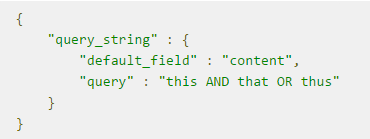 {
    "query_string" : {
        "default_field" : "content",
        "query" : "this AND that OR thus"
    }
}